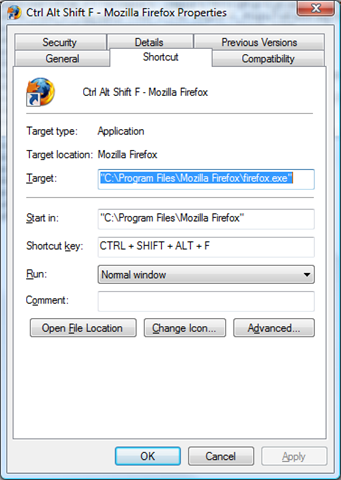 Ctrl Alt Shift F - Mozilla Firefox Properties
Security Details Previous Versions
General Shortcut Compatibility
Ctrl Alt Shift F - Mozilla Firefox
Target type: Application
Target location: Mozilla Firefox
Target: "C:\Program Files\Mozilla Firefox\firefox.exe"
Start in: "C:\Program Files\Mozilla Firefox"
Shortcut key: CTRL + SHIFT + ALT + F
Run: Normal window
Comment:
Open File Location Change Icon... Advanced...
OK Cancel Apply